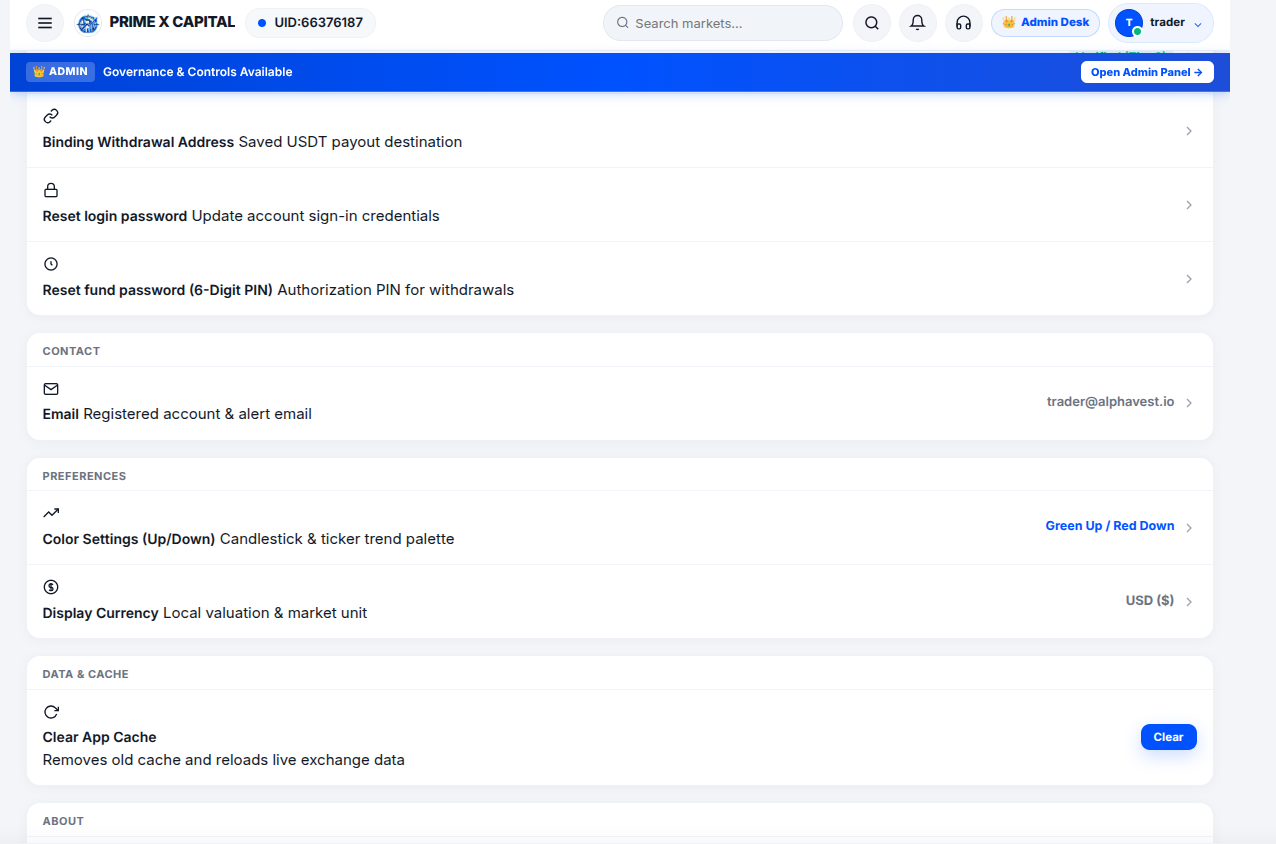 PRIME X CAPITAL
UID:66376187
Search markets...
Admin Desk
T
trader
ADMIN
Governance & Controls Available
Open Admin Panel →
Binding Withdrawal Address Saved USDT payout destination
Reset login password Update account sign-in credentials
Reset fund password (6-Digit PIN) Authorization PIN for withdrawals
CONTACT
Email Registered account & alert email
trader@alphavest.io
PREFERENCES
Color Settings (Up/Down) Candlestick & ticker trend palette
Green Up / Red Down
Display Currency Local valuation & market unit
USD ($)
DATA & CACHE
Clear App Cache
Removes old cache and reloads live exchange data
Clear
ABOUT